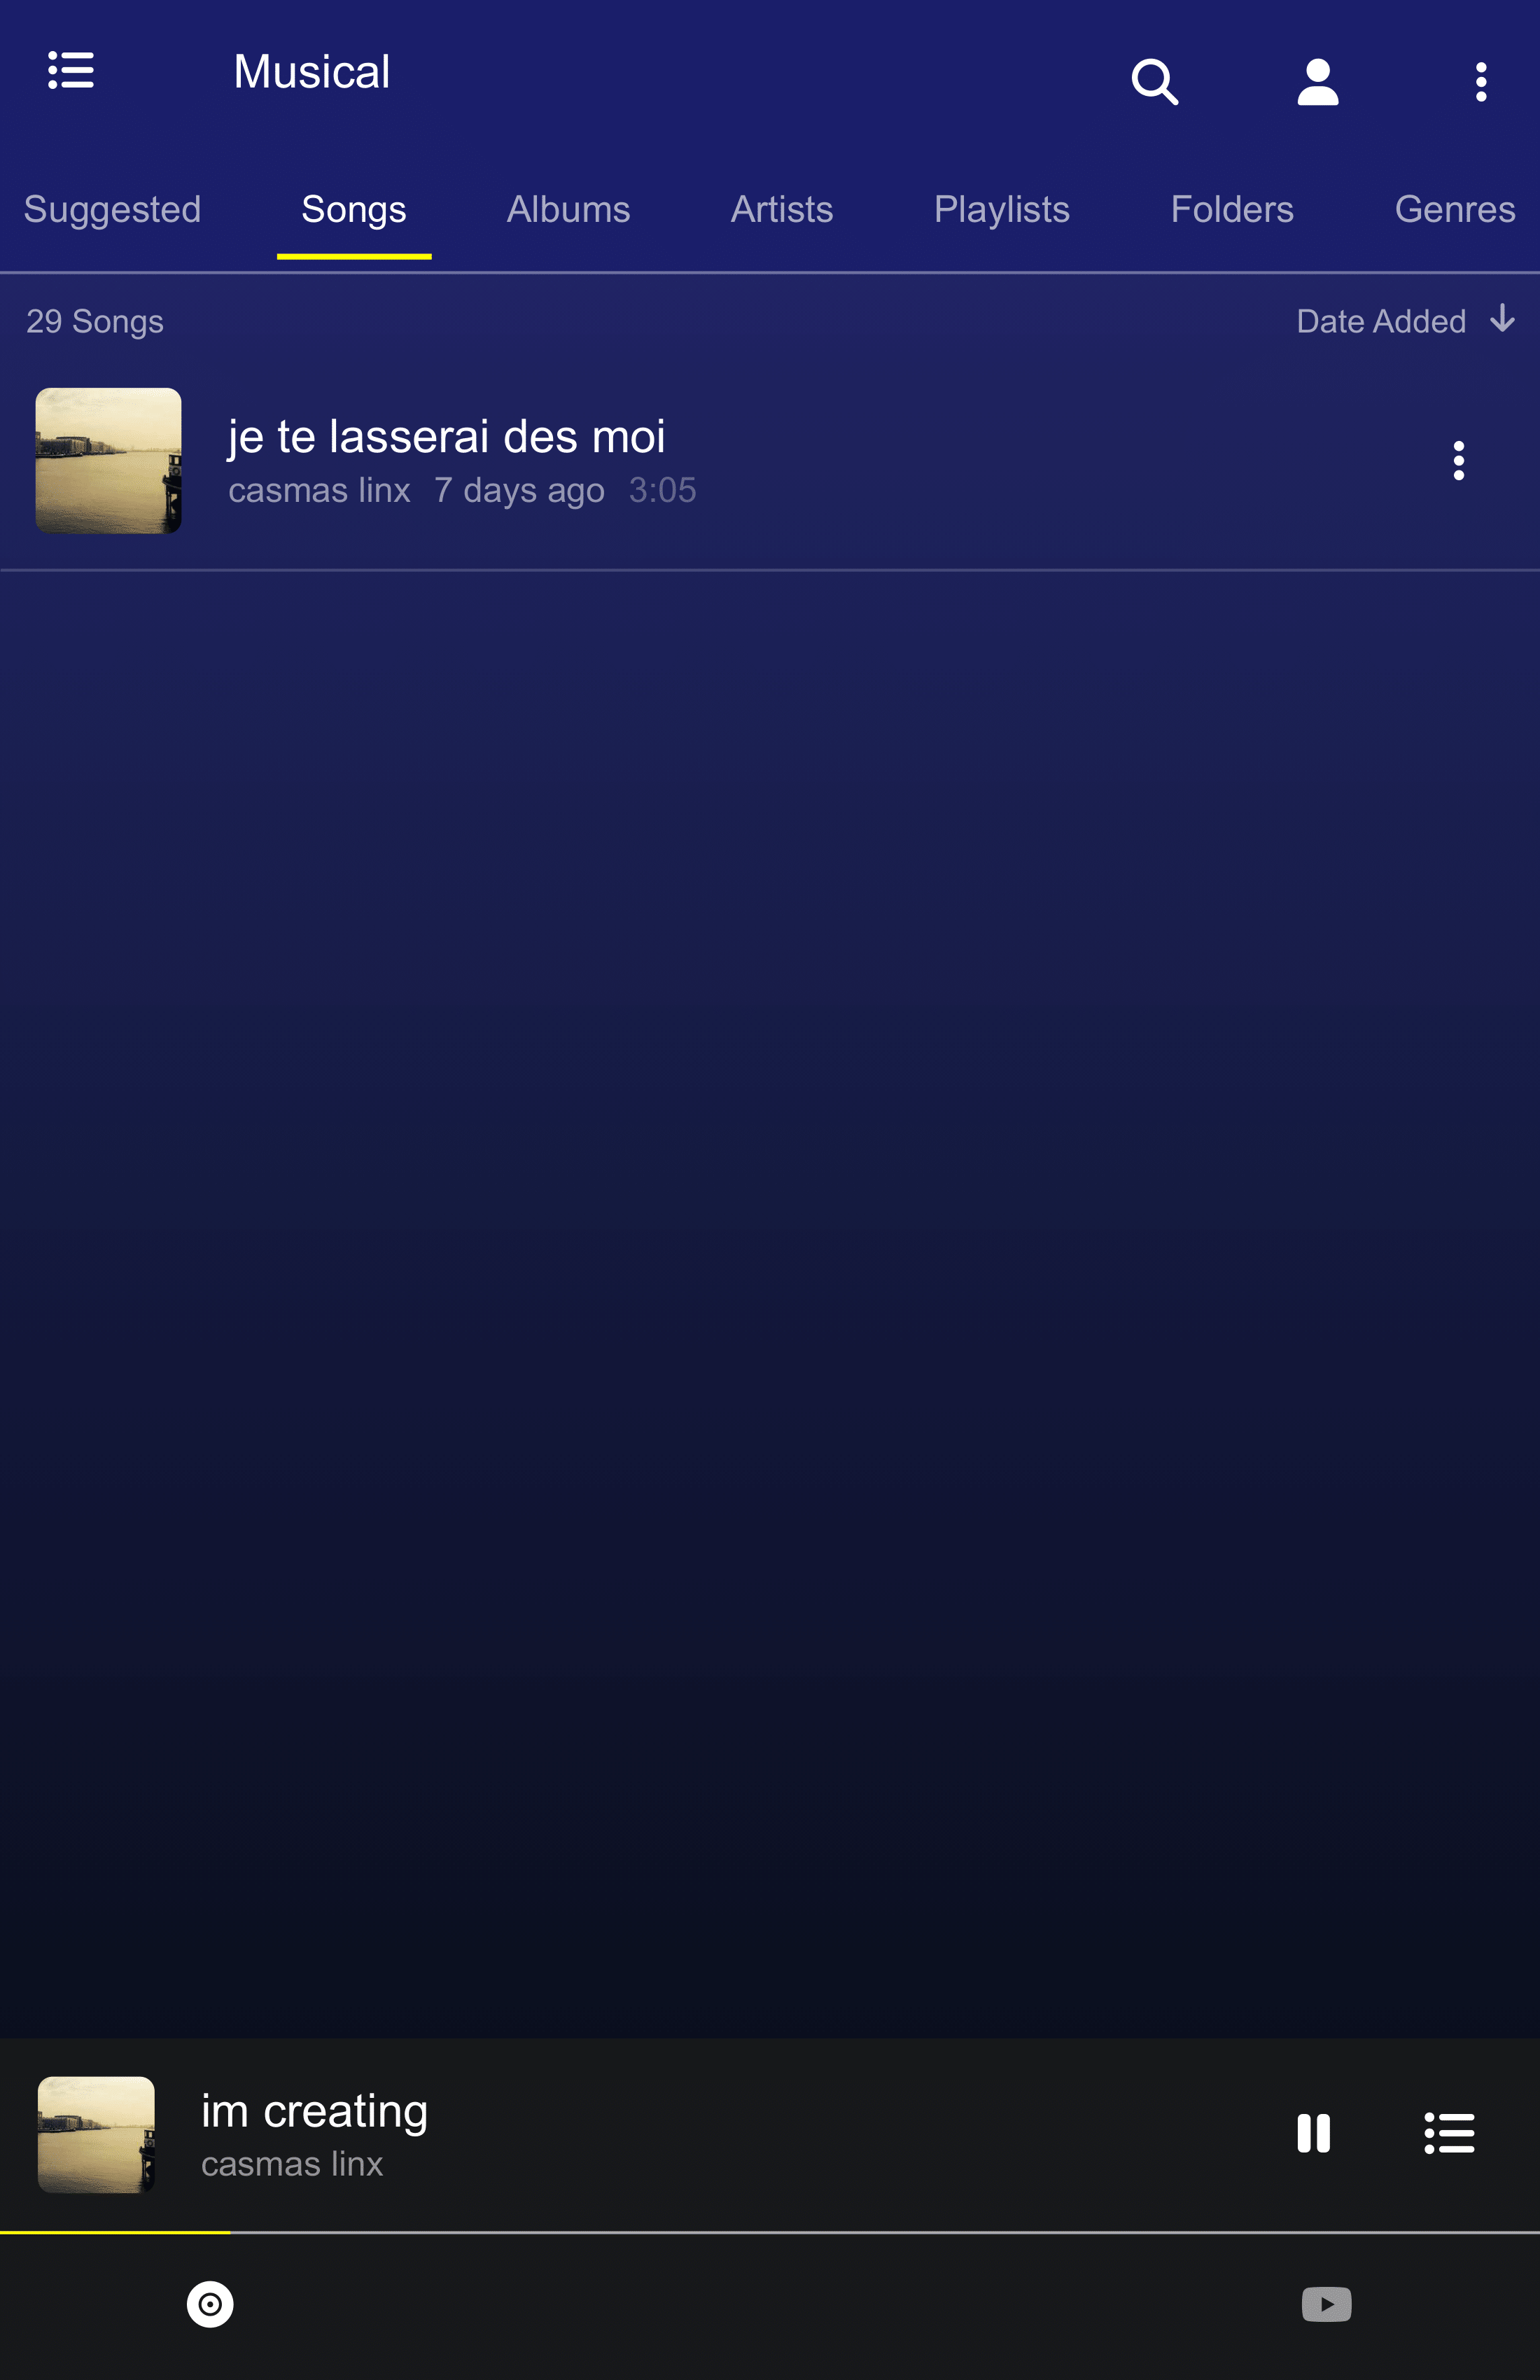 Musical
Suggested Songs Albums Artists Playlists Folders Genres
29 Songs Date Added
je te lasserai des moi
casmas linx 7 days ago 3:05
im creating
casmas linx